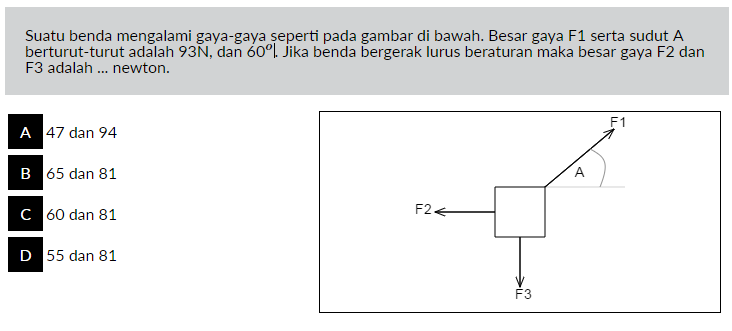 Suatu benda mengalami gaya-gaya seperti pada gambar di bawah. Besar gaya F1 serta sudut A
berturut-turut adalah 93N, dan 60⁰|. Jika benda bergerak lurus beraturan maka besar gaya F2 dan
F3 adalah ... newton.
A 47 dan 94
B 65 dan 81
C 60 dan 81
D 55 dan 81
F1
A
F2
F3